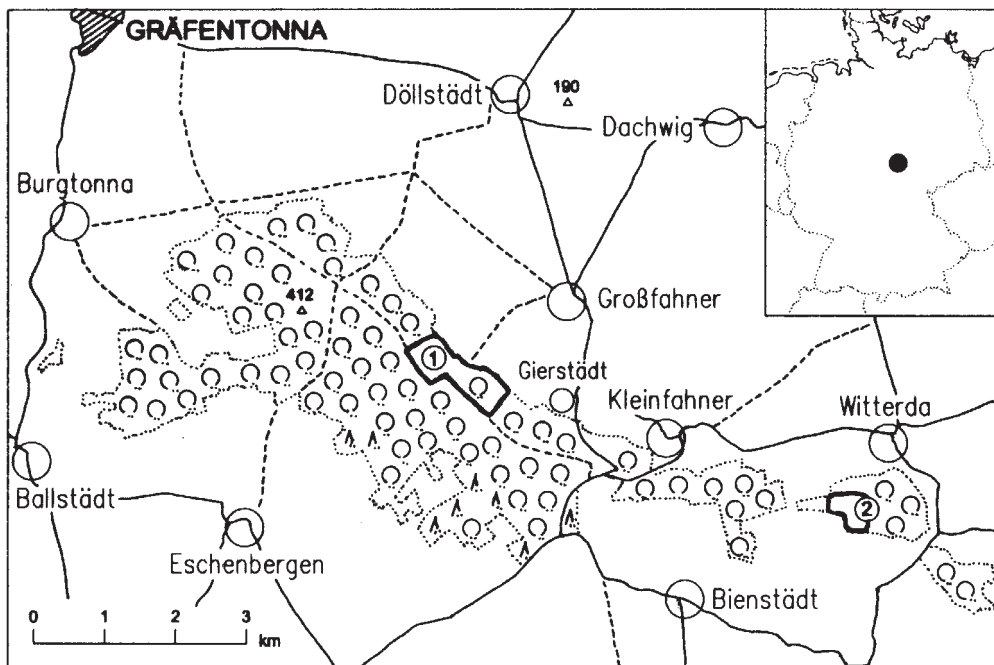 GRÄFENTONNA
Döllstädt
190
Dachwig
Burgtonna
412
Großfahner
1
Gierstädt
Kleinfahner
Witterda
2
Ballstädt
Eschenbergen
Bienstädt
0 1 2 3
km